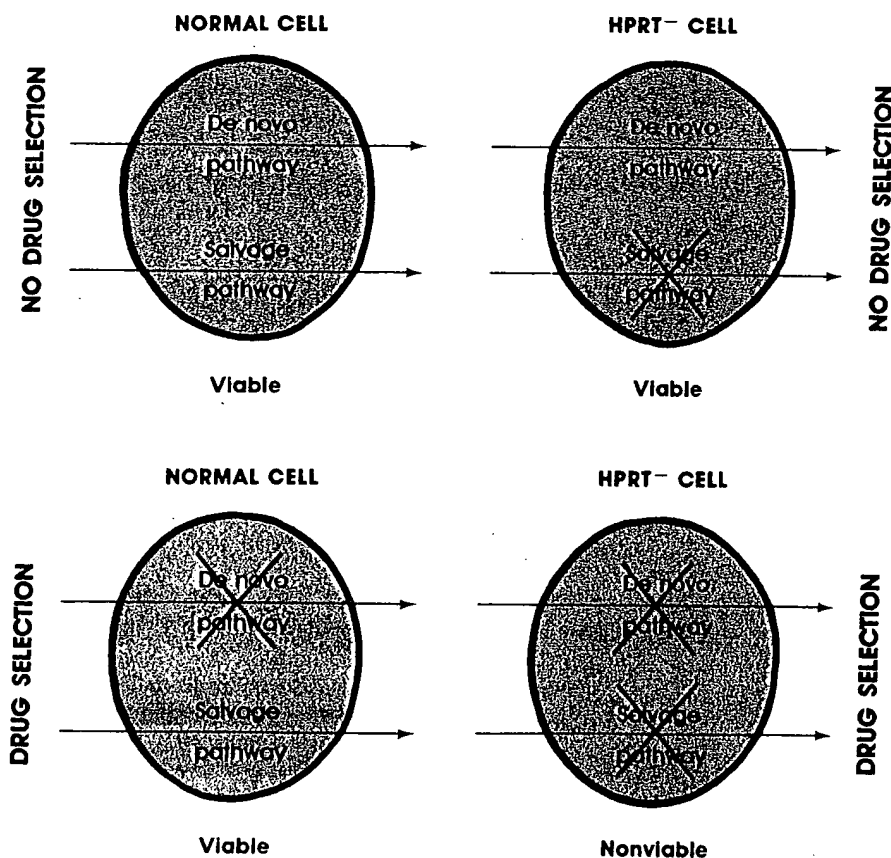 NORMAL CELL
HPRT– CELL
NO DRUG SELECTION
De novo
pathway
Salvage
pathway
De novo
pathway
Salvage
pathway
NO DRUG SELECTION
Viable
Viable
NORMAL CELL
HPRT– CELL
DRUG SELECTION
De novo
pathway
Salvage
pathway
De novo
pathway
Salvage
pathway
DRUG SELECTION
Viable
Nonviable